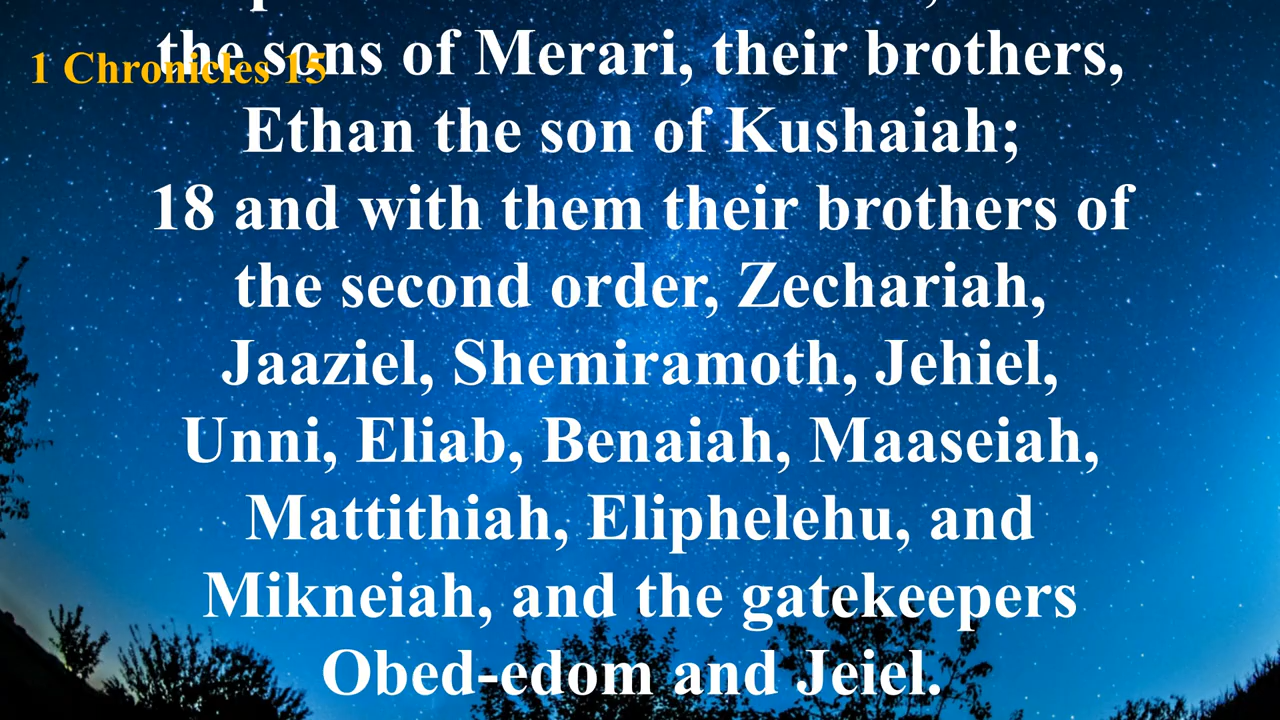 the sons of Merari, their brothers,
1 Chronicles 15
Ethan the son of Kushaiah;
18 and with them their brothers of
the second order, Zechariah,
Jaaziel, Shemiramoth, Jehiel,
Unni, Eliab, Benaiah, Maaseiah,
Mattithiah, Eliphelehu, and
Mikneiah, and the gatekeepers
Obed-edom and Jeiel.